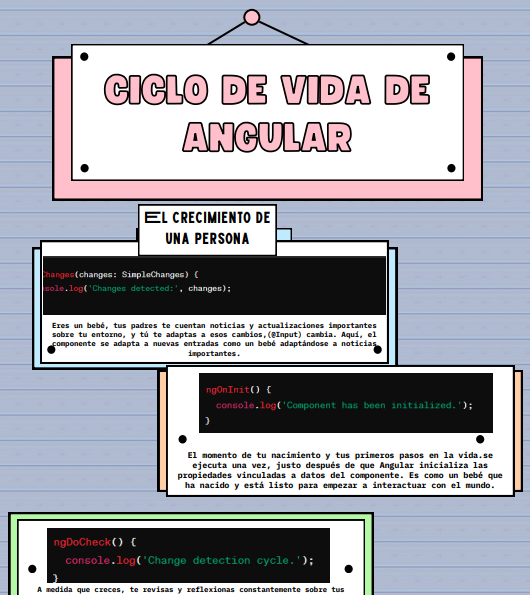 CICLO DE VIDA DE
ANGULAR
EL CRECIMIENTO DE
UNA PERSONA
Changes(changes: SimpleChanges) {
sole.log('Changes detected:', changes);
Eres un bebé, tus padres te cuentan noticias y actualizaciones importantes
sobre tu entorno, y tú te adaptas a esos cambios,(@Input) cambia. Aquí, el
componente se adapta a nuevas entradas como un bebé adaptándose a noticias
importantes.
ngOnInit() {
console.log('Component has been initialized.');
}
El momento de tu nacimiento y tus primeros pasos en la vida.se
ejecuta una vez, justo después de que Angular inicializa las
propiedades vinculadas a datos del componente. Es como un bebé que
ha nacido y está listo para empezar a interactuar con el mundo.
ngDoCheck() {
console.log('Change detection cycle.');
}
A medida que creces, te revisas y reflexionas constantemente sobre tus